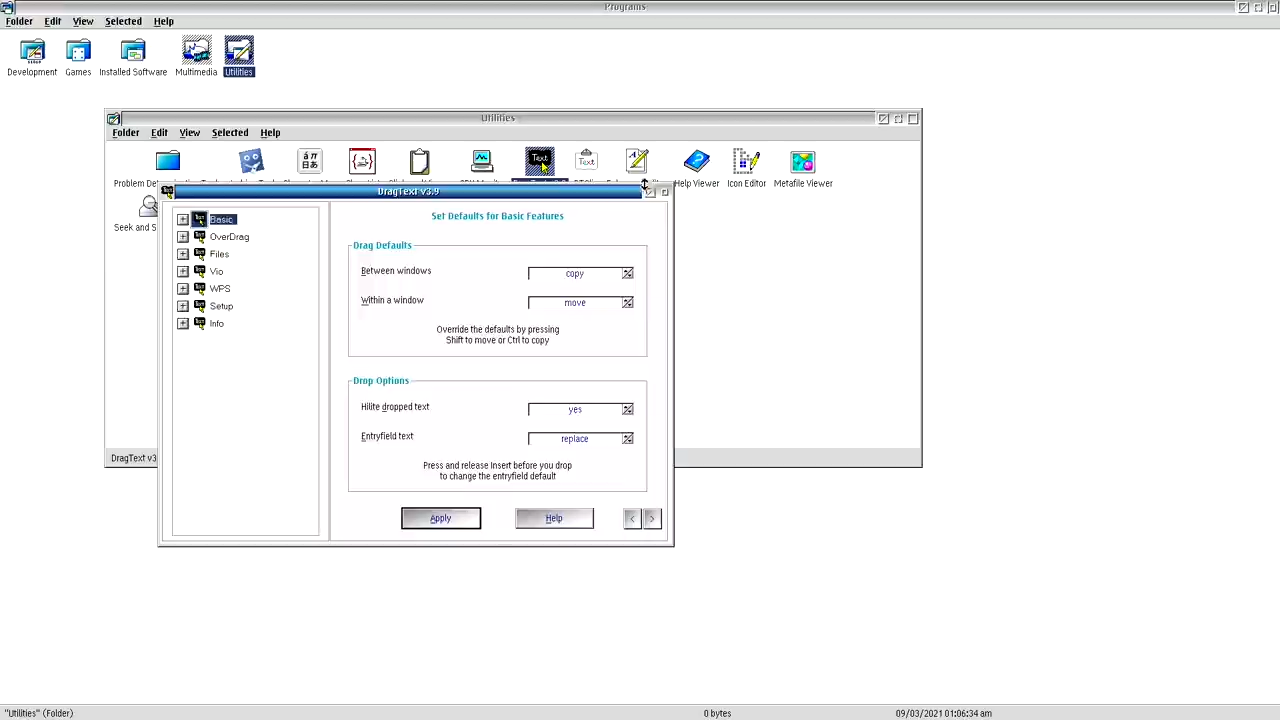 Programs
Folder Edit View Selected Help
Development Games Installed Software Multimedia Utilities
Utilities
Folder Edit View Selected Help
Help Viewer Icon Editor Metafile Viewer
Seek and S
DragText v3.9
Basic
OverDrag
Files
Vio
WPS
Setup
Info
Set Defaults for Basic Features
Drag Defaults
Between windows copy
Within a window move
Override the defaults by pressing
Shift to move or Ctrl to copy
Drop Options
Hilite dropped text yes
Entryfield text replace
Press and release Insert before you drop
to change the entryfield default
Apply Help < >
DragText v3
"Utilities" (Folder) 0 bytes 09/03/2021 01:06:34 am